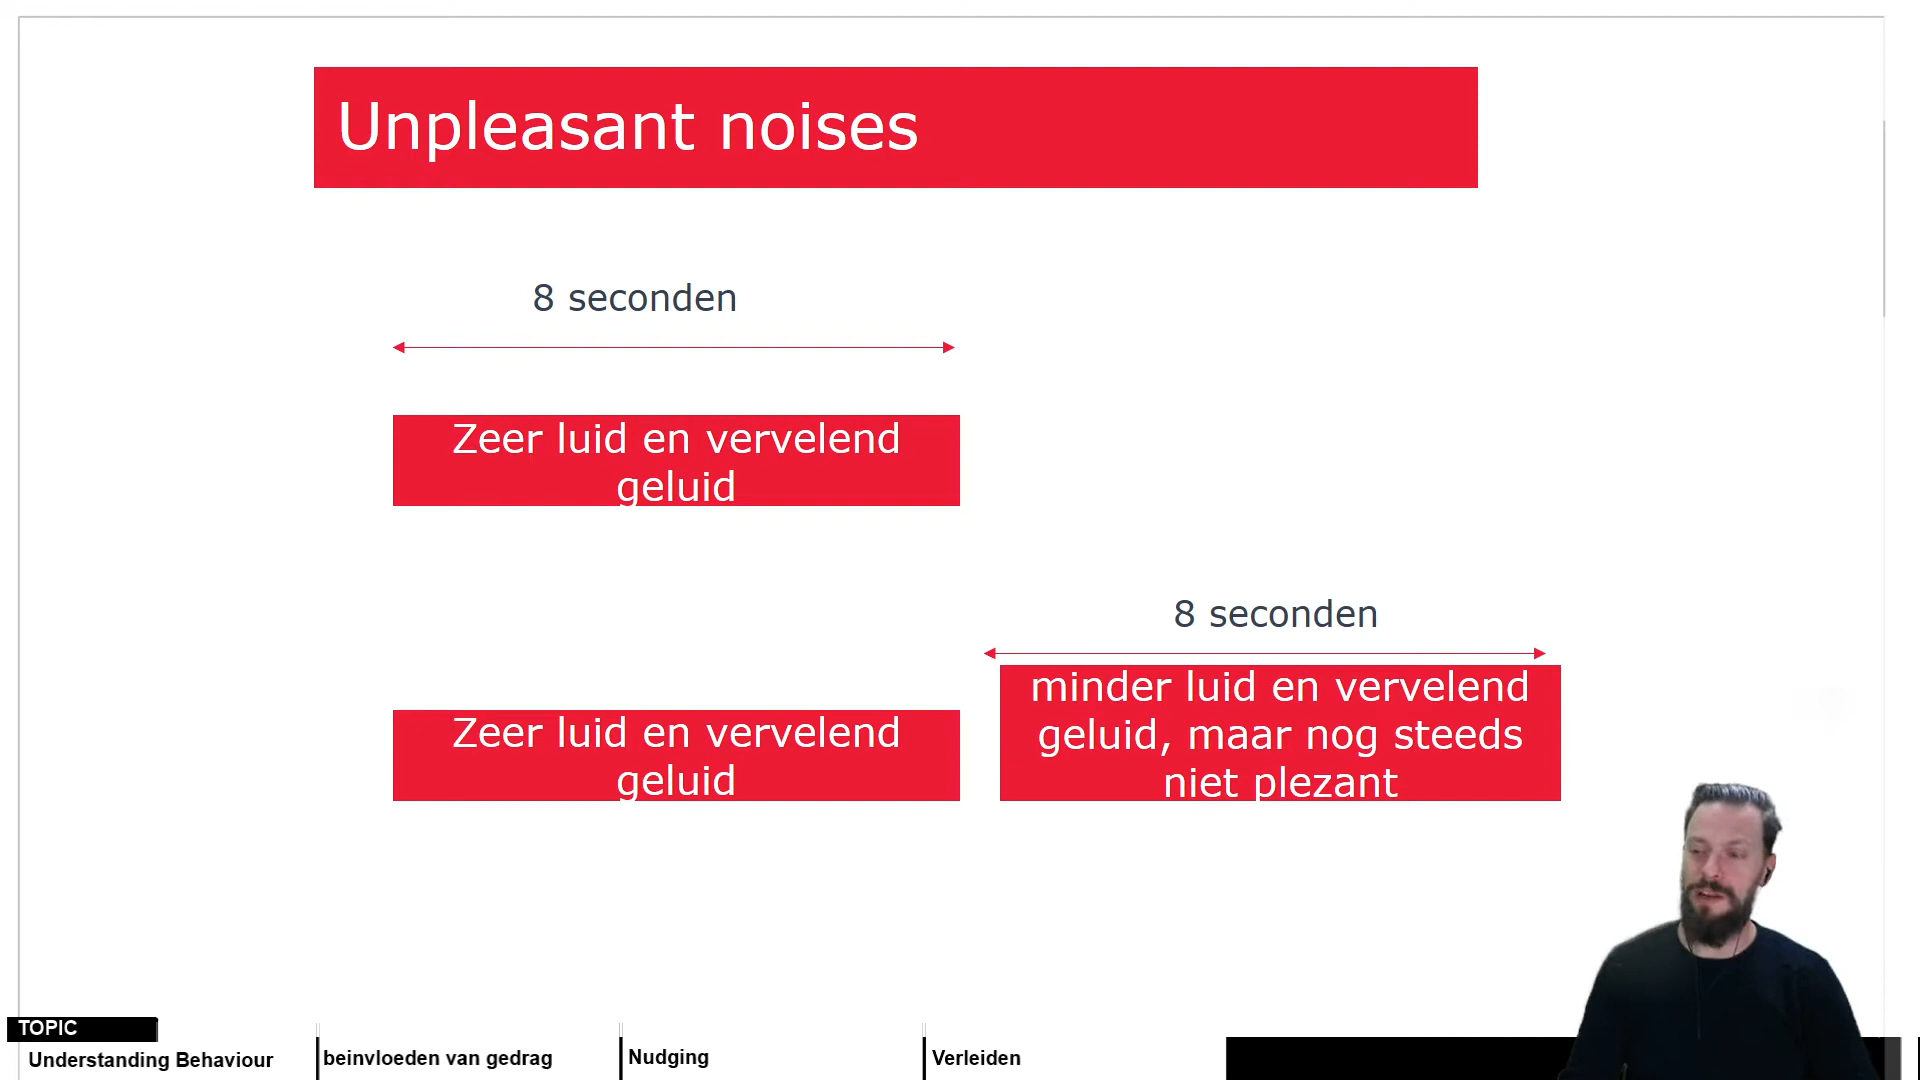 Unpleasant noises
8 seconden
Zeer luid en vervelend
geluid
8 seconden
Zeer luid en vervelend
geluid
minder luid en vervelend
geluid, maar nog steeds
niet plezant
TOPIC
Understanding Behaviour
beinvloeden van gedrag
Nudging
Verleiden